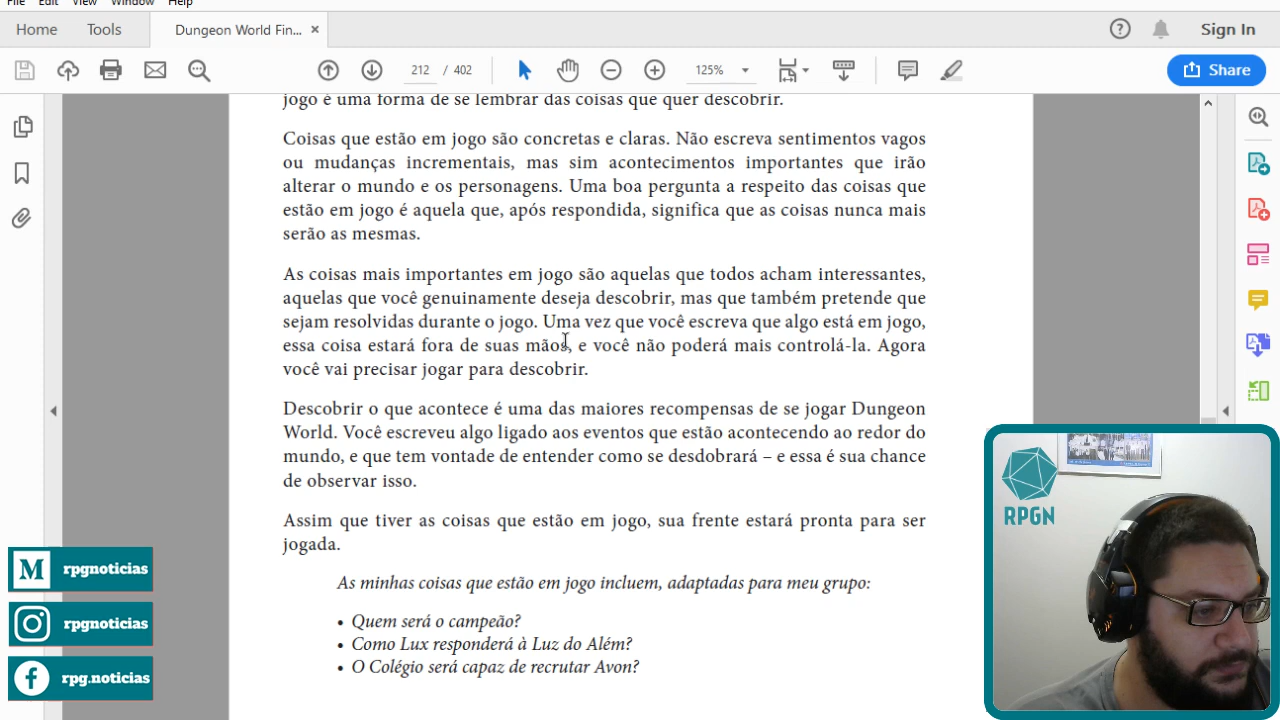 File Edit View Window Help
Home Tools Dungeon World Fin... ×
Sign In
212 / 402
125%
Share
jogo é uma forma de se lembrar das coisas que quer descobrir.
Coisas que estão em jogo são concretas e claras. Não escreva sentimentos vagos
ou mudanças incrementais, mas sim acontecimentos importantes que irão
alterar o mundo e os personagens. Uma boa pergunta a respeito das coisas que
estão em jogo é aquela que, após respondida, significa que as coisas nunca mais
serão as mesmas.
As coisas mais importantes em jogo são aquelas que todos acham interessantes,
aquelas que você genuinamente deseja descobrir, mas que também pretende que
sejam resolvidas durante o jogo. Uma vez que você escreva que algo está em jogo,
essa coisa estará fora de suas mãos, e você não poderá mais controlá-la. Agora
você vai precisar jogar para descobrir.
Descobrir o que acontece é uma das maiores recompensas de se jogar Dungeon
World. Você escreveu algo ligado aos eventos que estão acontecendo ao redor do
mundo, e que tem vontade de entender como se desdobrará – e essa é sua chance
de observar isso.
Assim que tiver as coisas que estão em jogo, sua frente estará pronta para ser
jogada.
As minhas coisas que estão em jogo incluem, adaptadas para meu grupo:
• Quem será o campeão?
• Como Lux responderá à Luz do Além?
• O Colégio será capaz de recrutar Avon?
M rpgnoticias
rpgnoticias
rpg.noticias
RPGN